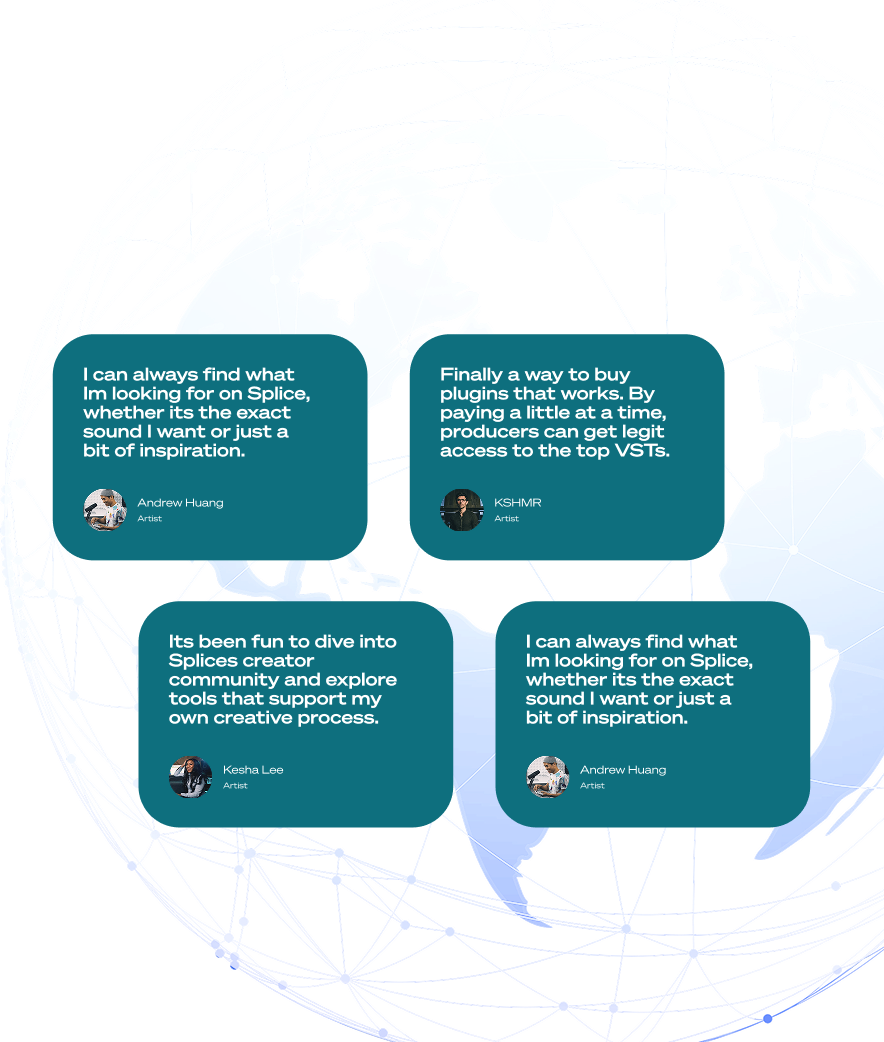 I can always find what
Im looking for on Splice,
whether its the exact
sound I want or just a
bit of inspiration.
Andrew Huang
Artist
Finally a way to buy
plugins that works. By
paying a little at a time,
producers can get legit
access to the top VSTs.
KSHMR
Artist
Its been fun to dive into
Splices creator
community and explore
tools that support my
own creative process.
Kesha Lee
Artist
I can always find what
Im looking for on Splice,
whether its the exact
sound I want or just a
bit of inspiration.
Andrew Huang
Artist